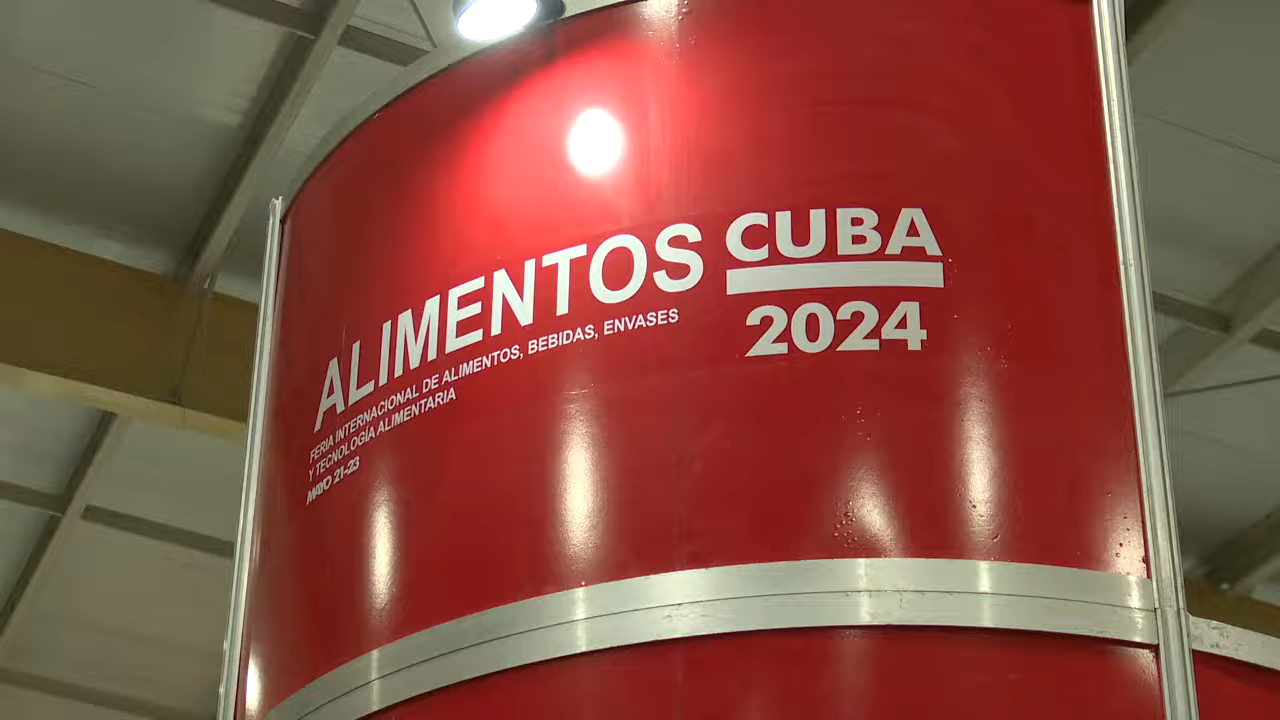 ALIMENTOS CUBA
2024
FERIA INTERNACIONAL DE ALIMENTOS, BEBIDAS, ENVASES
Y TECNOLOGÍA ALIMENTARIA
MAYO 21-23